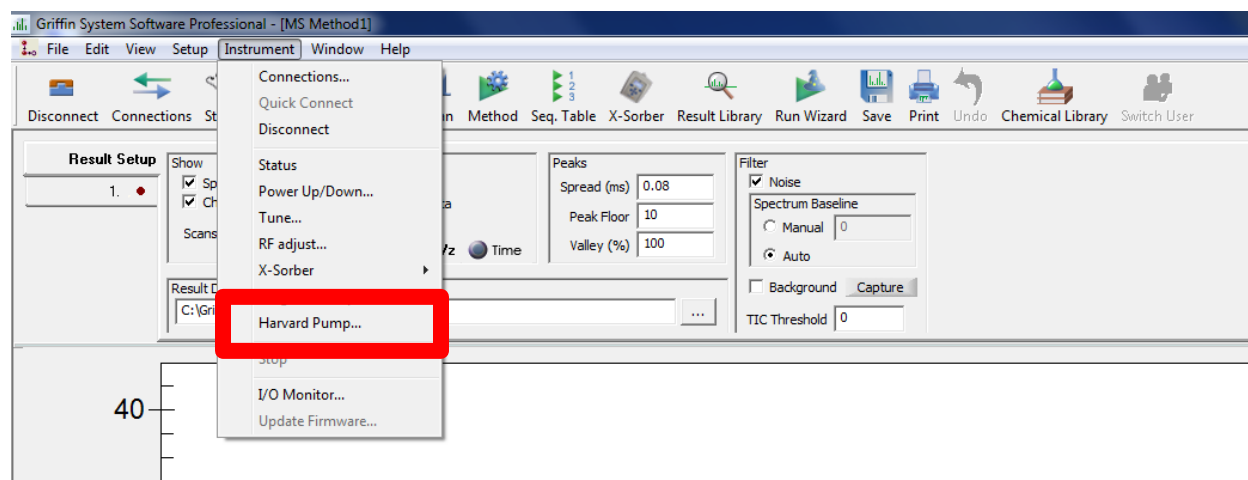 Griffin System Software Professional - [MS Method1]
File Edit View Setup Instrument Window Help
Disconnect Connections Method Seq. Table X-Sorber Result Library Run Wizard Save Print Undo Chemical Library Switch User
Connections...
Quick Connect
Disconnect
Status
Power Up/Down...
Tune...
RF adjust...
X-Sorber
Harvard Pump...
Stop
I/O Monitor...
Update Firmware...
Result Setup
1.
Show
Scans
Time
Peaks
Spread (ms) 0.08
Peak Floor 10
Valley (%) 100
Filter
Noise
Spectrum Baseline
Manual 0
Auto
Background Capture
TIC Threshold 0
Result
C:\Gri
...
40